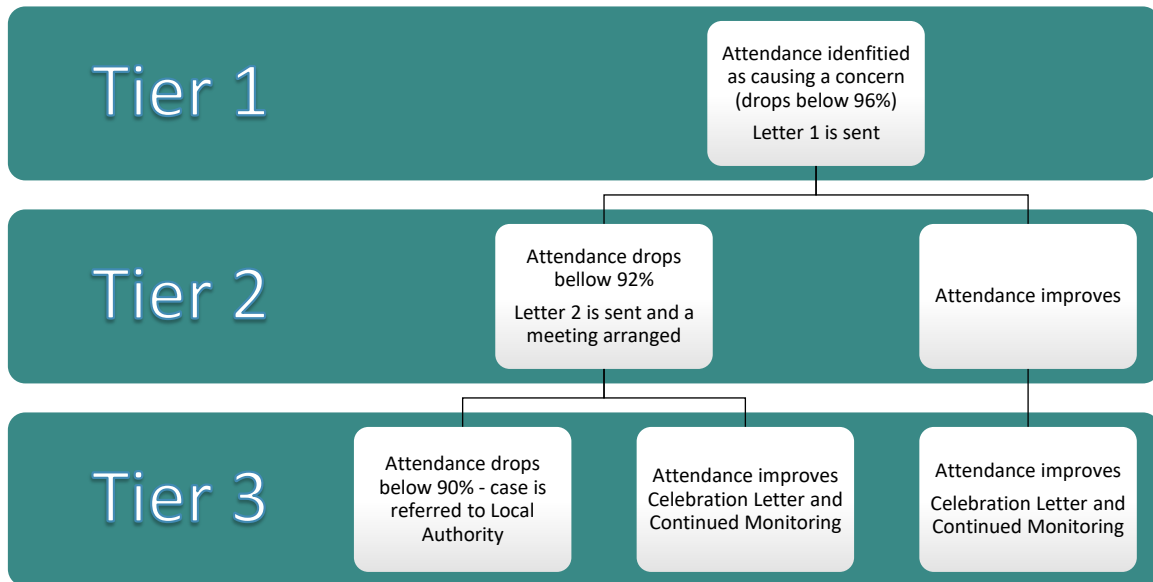 Tier 1
Attendance idenfitied
as causing a concern
(drops below 96%)
Letter 1 is sent
Tier 2
Attendance drops
bellow 92%
Letter 2 is sent and a
meeting arranged
Attendance improves
Tier 3
Attendance drops
below 90% - case is
referred to Local
Authority
Attendance improves
Celebration Letter and
Continued Monitoring
Attendance improves
Celebration Letter and
Continued Monitoring